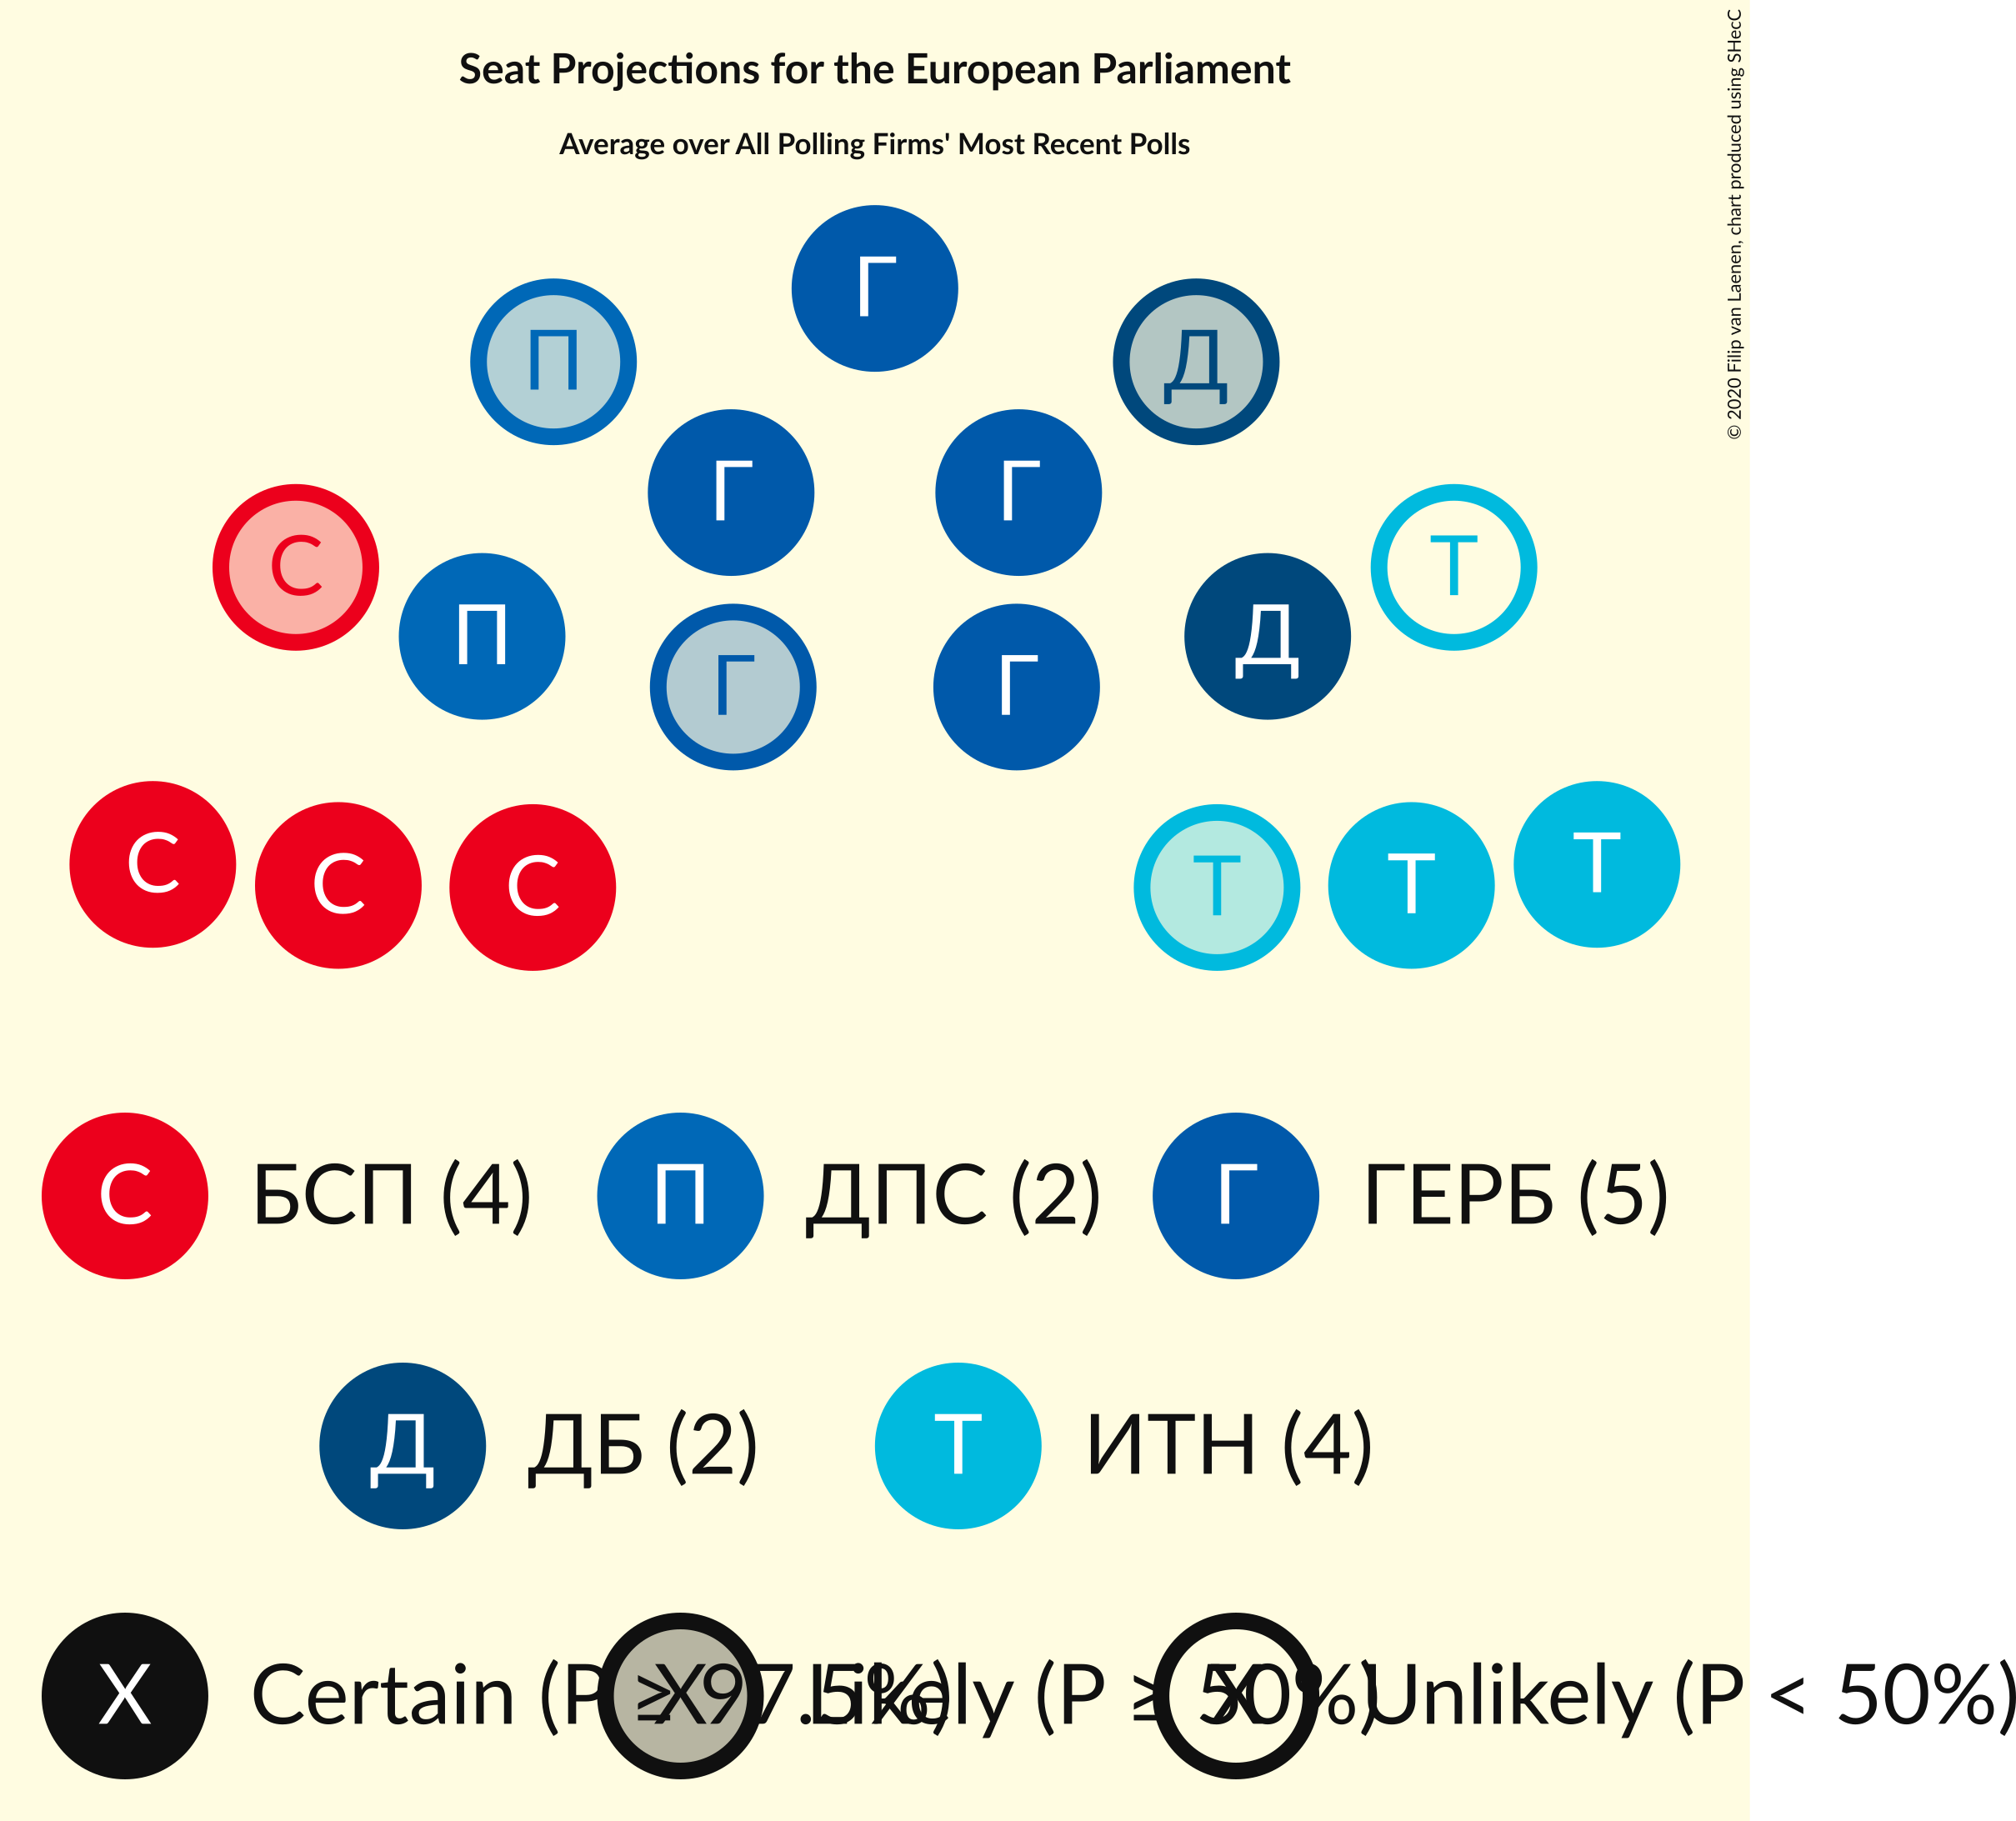 Seat Projections for the European Parliament
Average over All Polling Firms' Most Recent Polls
© 2020 Filip van Laenen, chart produced using SHecC
Г
П Д
Г Г
С Т
П Д
Г Г
С С С Т Т Т
С БСП (4) П ДПС (2) Г ГЕРБ (5)
Д ДБ (2) Т ИТН (4)
X Certain (P ≥ 97.5%) X Likely (P ≥ 50%) X Unlikely (P < 50%)